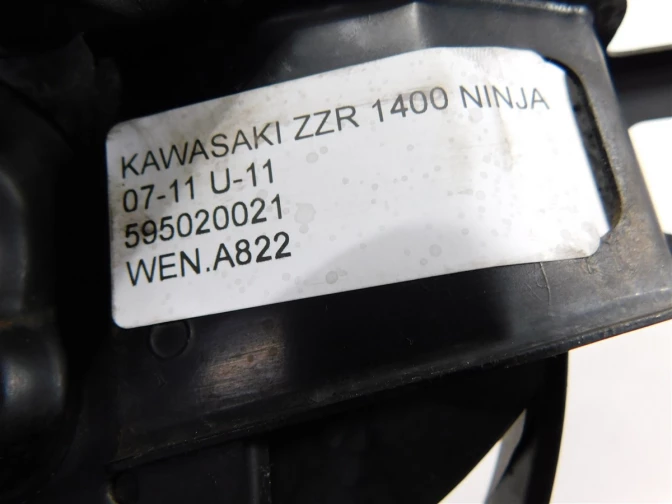 KAWASAKI ZZR 1400 NINJA
07-11 U-11
595020021
WEN.A822